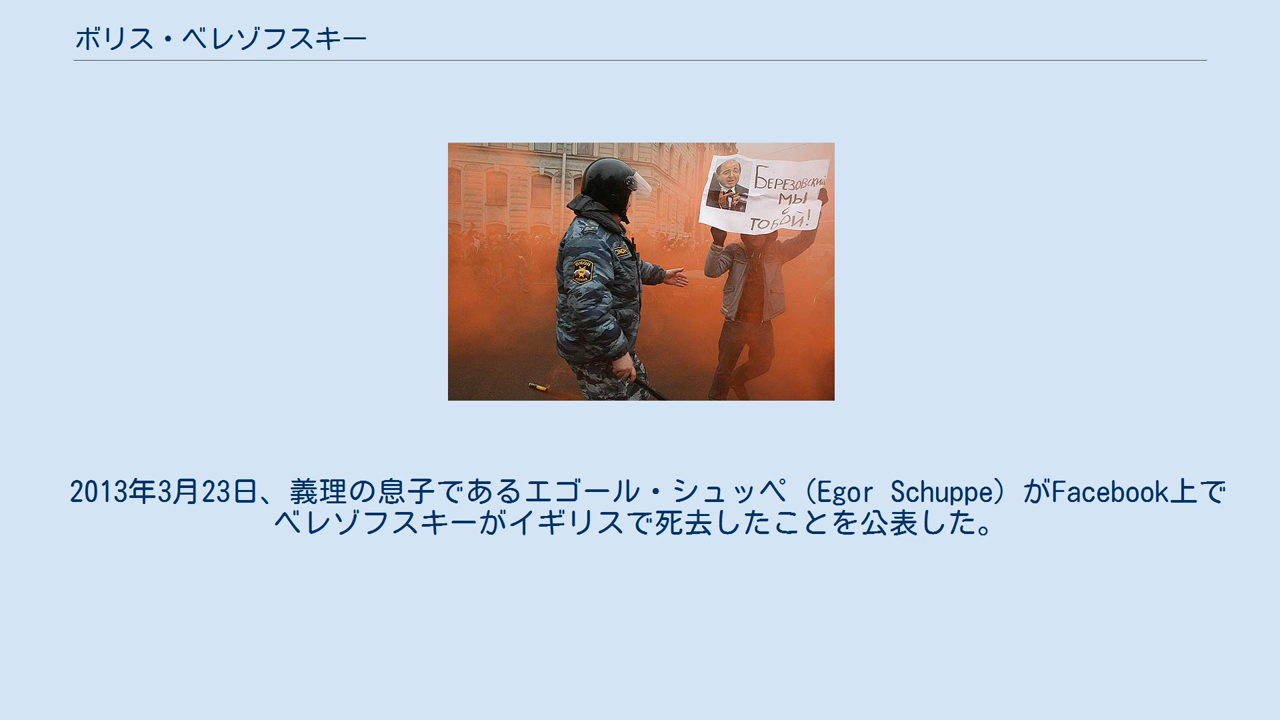 ボリス・ベレゾフスキー
БЕРЕЗОВСКИЙ
МЫ
С
ТОБОЙ!
2013年3月23日、義理の息子であるエゴール・シュッペ（Egor Schuppe）がFacebook上で
ベレゾフスキーがイギリスで死去したことを公表した。